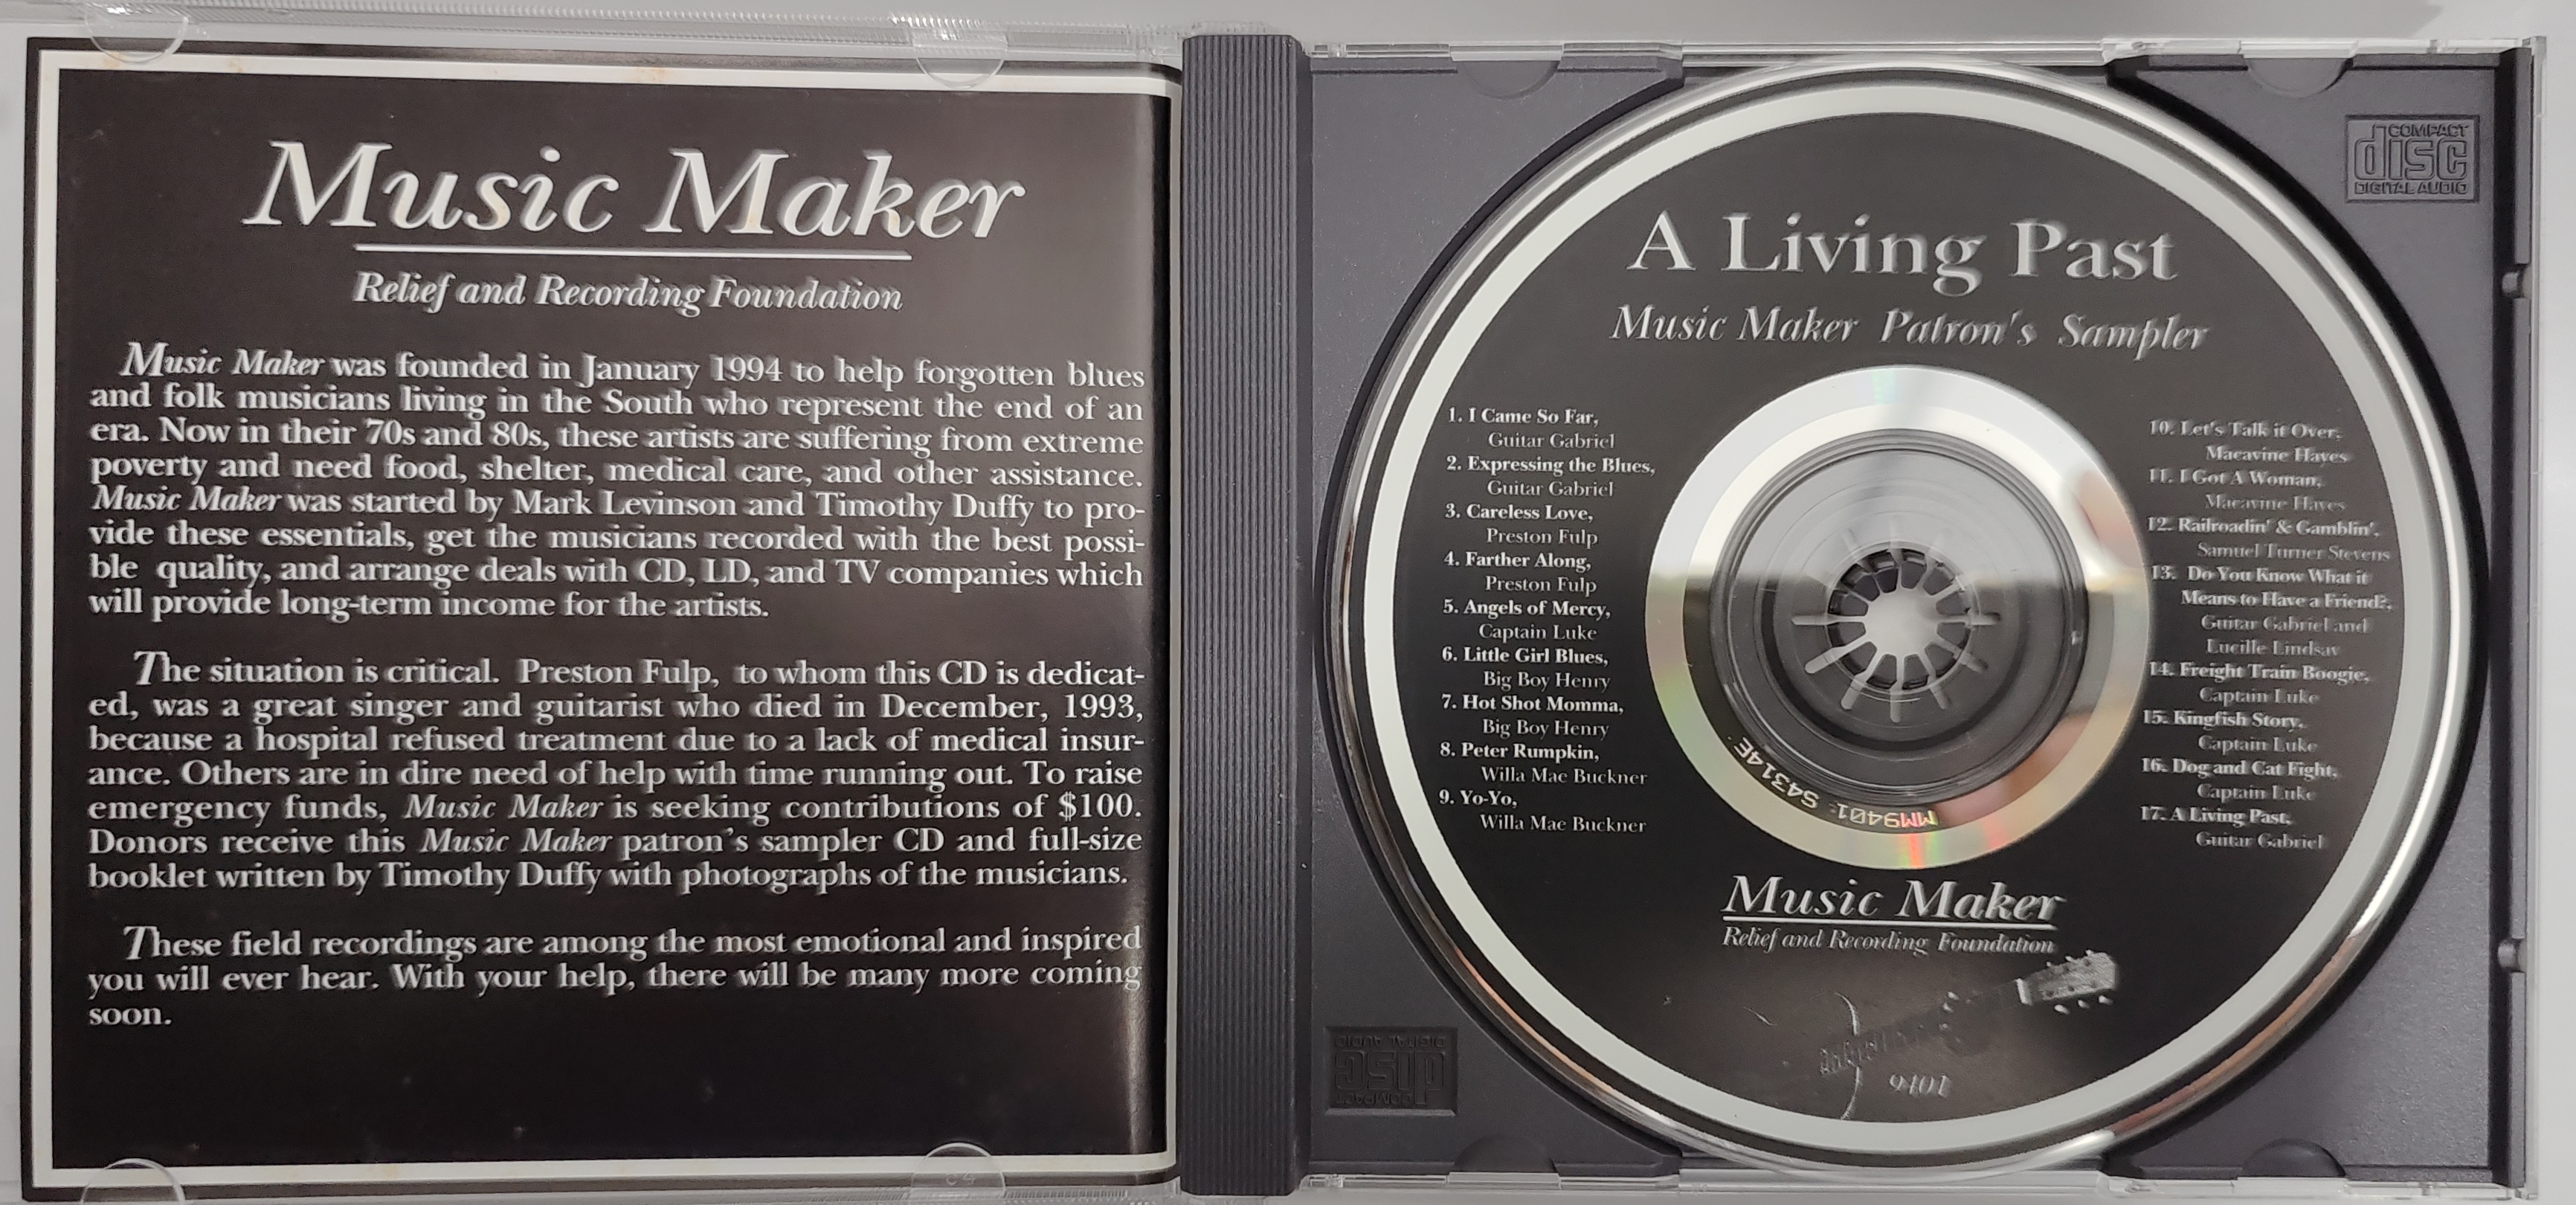 Music Maker
Relief and Recording Foundation
Music Maker was founded in January 1994 to help forgotten blues
and folk musicians living in the South who represent the end of an
era. Now in their 70s and 80s, these artists are suffering from extreme
poverty and need food, shelter, medical care, and other assistance.
Music Maker was started by Mark Levinson and Timothy Duffy to pro-
vide these essentials, get the musicians recorded with the best possi-
ble quality, and arrange deals with CD, LD, and TV companies which
will provide long-term income for the artists.
The situation is critical. Preston Fulp, to whom this CD is dedicat-
ed, was a great singer and guitarist who died in December, 1993,
because a hospital refused treatment due to a lack of medical insur-
ance. Others are in dire need of help with time running out. To raise
emergency funds, Music Maker is seeking contributions of $100.
Donors receive this Music Maker patron's sampler CD and full-size
booklet written by Timothy Duffy with photographs of the musicians.
These field recordings are among the most emotional and inspired
you will ever hear. With your help, there will be many more coming
soon.
COMPACT
disc
DIGITAL AUDIO
A Living Past
Music Maker Patron's Sampler
1. I Came So Far,
Guitar Gabriel
2. Expressing the Blues,
Guitar Gabriel
3. Careless Love,
Preston Fulp
4. Farther Along,
Preston Fulp
5. Angels of Mercy,
Captain Luke
6. Little Girl Blues,
Big Boy Henry
7. Hot Shot Momma,
Big Boy Henry
8. Peter Rumpkin,
Willa Mae Buckner
9. Yo-Yo,
Willa Mae Buckner
10. Let's Talk it Over,
Macavine Hayes
11. I Got A Woman,
Macavine Hayes
12. Railroadin' & Gamblin',
Samuel Turner Stevens
13. Do You Know What it
Means to Have a Friend?,
Guitar Gabriel and
Lucille Lindsay
14. Freight Train Boogie,
Captain Luke
15. Kingfish Story,
Captain Luke
16. Dog and Cat Fight,
Captain Luke
17. A Living Past,
Guitar Gabriel
MM9401 S4314E
Music Maker
Relief and Recording Foundation
9401
COMPACT
disc
DIGITAL AUDIO